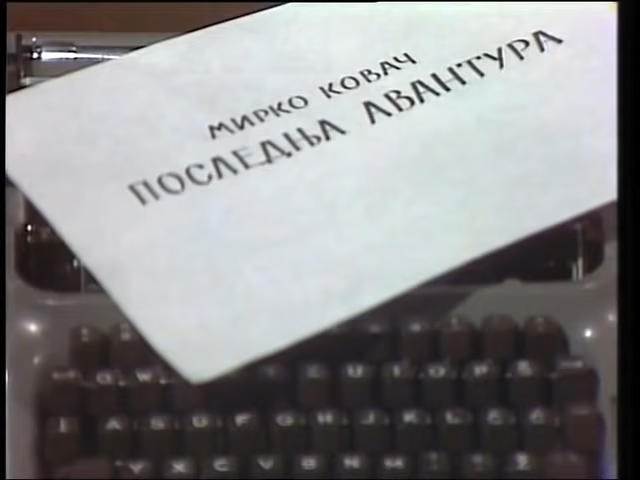 МИРКО КОВАЧ
ПОСЛЕДЊА АВАНТУРА
U I O P Š
A S D F G H J K L Č Ć
Y X C V B N M